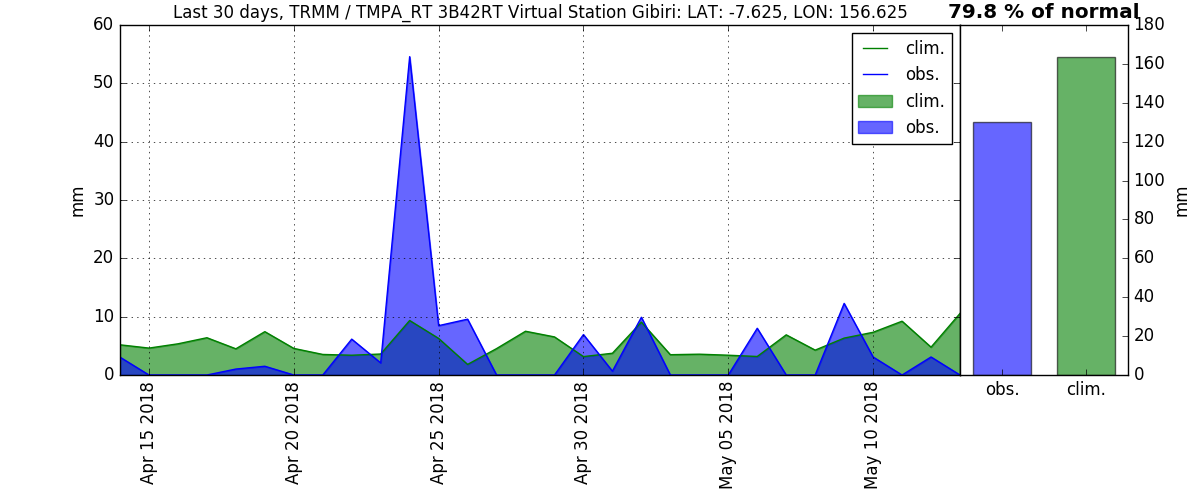 Last 30 days, TRMM / TMPA_RT 3B42RT Virtual Station Gibiri: LAT: -7.625, LON: 156.625
79.8 % of normal
60
50
40
30
20
10
0
mm
clim.
obs.
clim.
obs.
Apr 15 2018
Apr 20 2018
Apr 25 2018
Apr 30 2018
May 05 2018
May 10 2018
180
160
140
120
100
80
60
40
20
0
mm
obs.
clim.